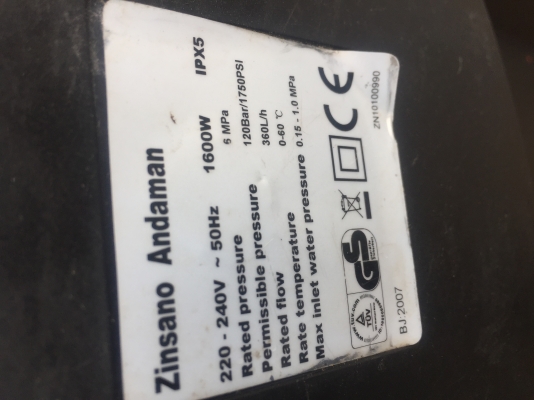 Zinsano Andaman
220 - 240V ~ 50Hz 1600W IPX5
Rated pressure 6 MPa
Permissible pressure 120Bar/1750PSI
Rated flow 360L/h
Rate temperature 0-60 ℃
Max inlet water pressure 0.15 - 1.0 MPa
TÜV
GS
CE
BJ 2007
ZN10100990